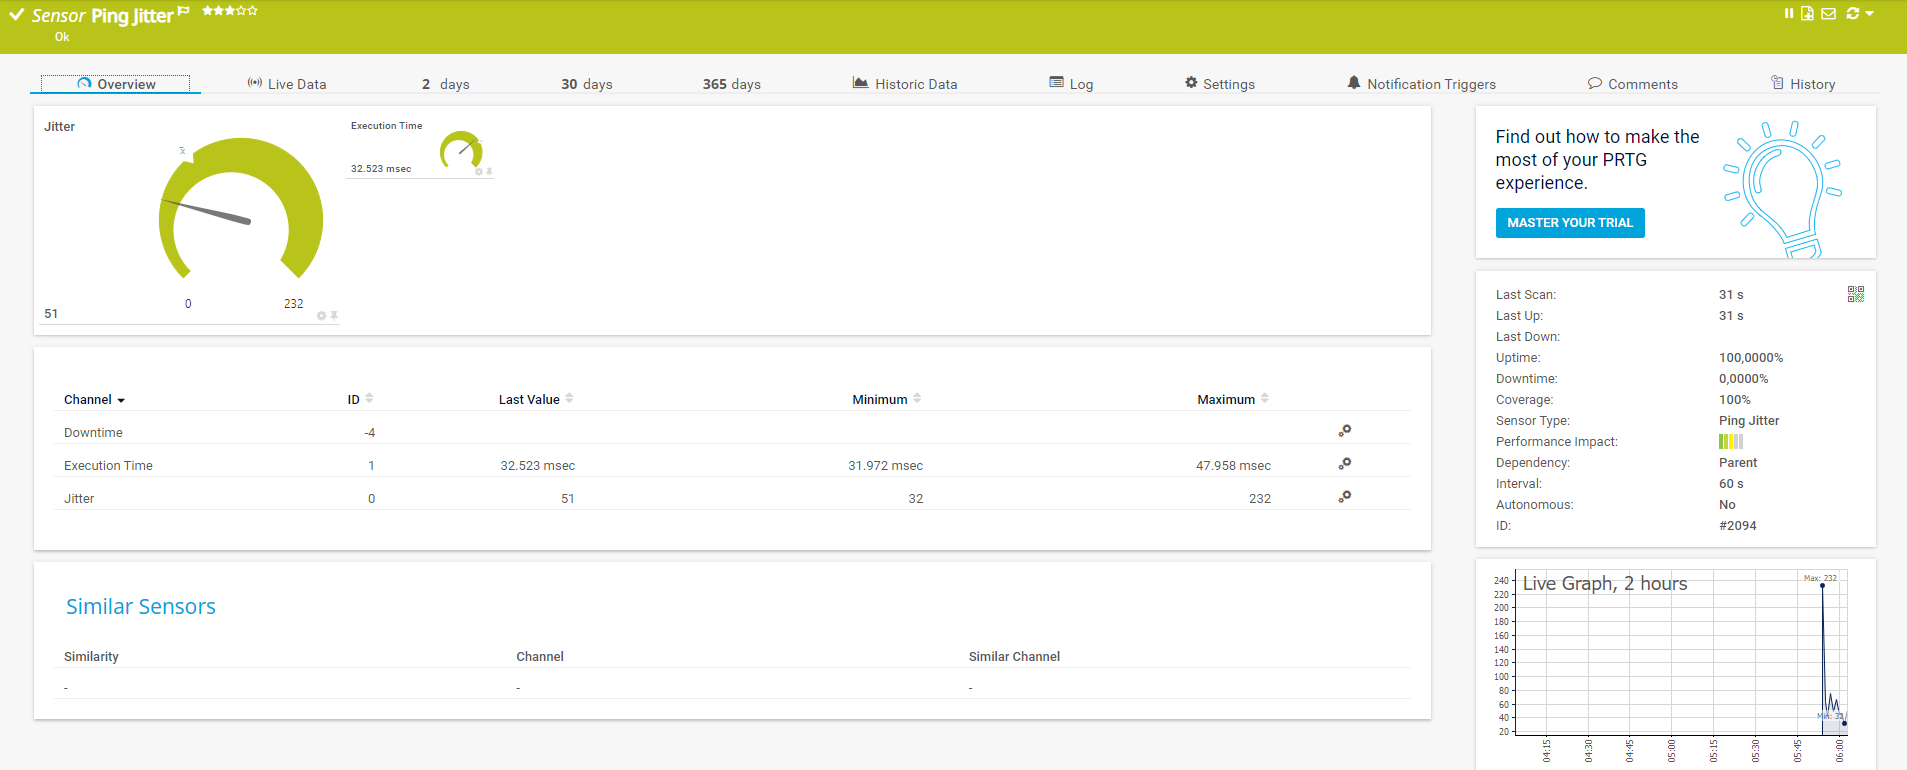 Sensor Ping Jitter
Ok
Overview
Live Data
2 days
30 days
365 days
Historic Data
Log
Settings
Notification Triggers
Comments
History
Jitter
x
0
232
51
Execution Time
32.523 msec
Channel ID Last Value Minimum Maximum
Downtime -4
Execution Time 1 32.523 msec 31.972 msec 47.958 msec
Jitter 0 51 32 232
Similar Sensors
Similarity Channel Similar Channel
- - -
Find out how to make the
most of your PRTG
experience.
MASTER YOUR TRIAL
Last Scan: 31 s
Last Up: 31 s
Last Down:
Uptime: 100,0000%
Downtime: 0,0000%
Coverage: 100%
Sensor Type: Ping Jitter
Performance Impact:
Dependency: Parent
Interval: 60 s
Autonomous: No
ID: #2094
Live Graph, 2 hours
Max: 232
Min: 32
240
220
200
180
160
140
120
100
80
60
40
20
04:15
04:30
04:45
05:00
05:15
05:30
05:45
06:00